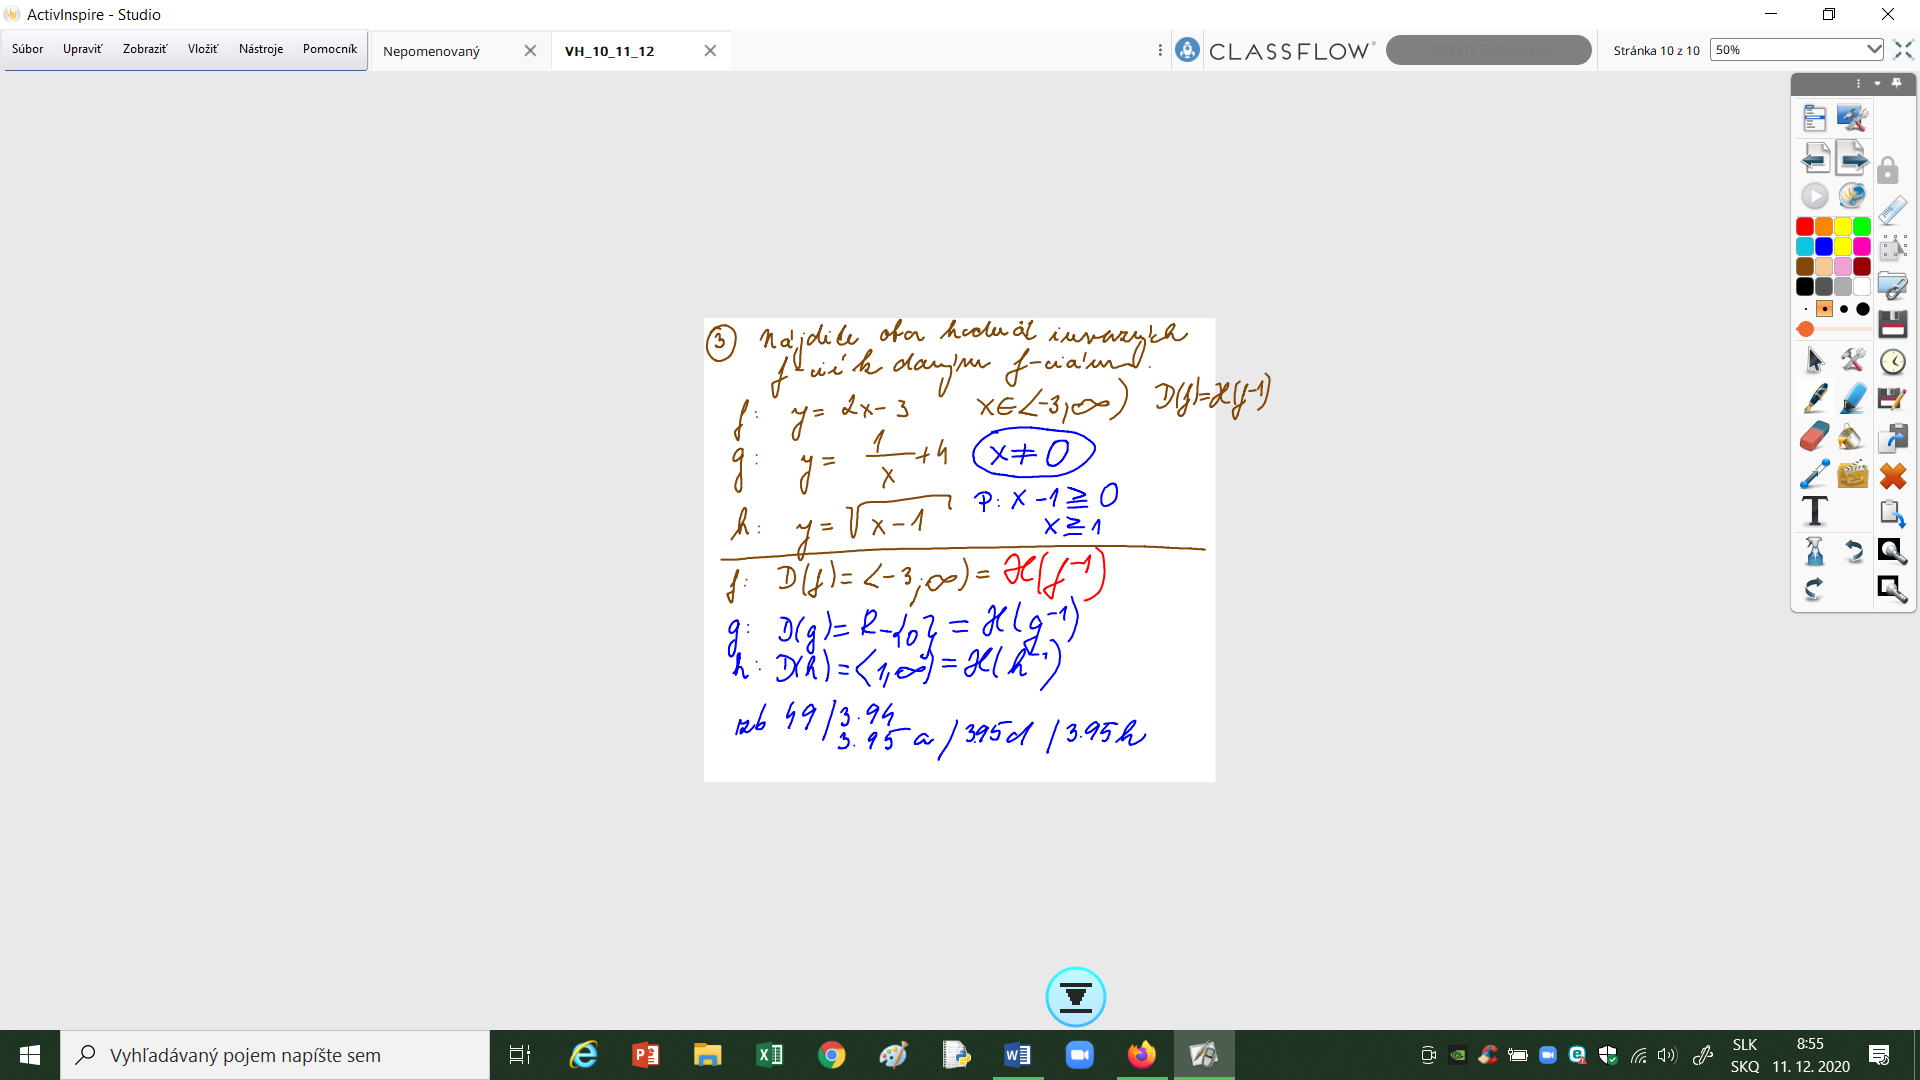 ActivInspire - Studio
Súbor Upraviť Zobraziť Vložiť Nástroje Pomocník
Nepomenovaný
VH_10_11_12
CLASSFLOW
Stránka 10 z 10
50%
3 Nájdite obor hodnôt inverzných
f-cií k daným f-ciám.
f: y = 2x - 3 x ∈ <-3; ∞) D(f) = H(f-1)
g: y = 1/x + 4 x ≠ 0
h: y = √x - 1 P: x - 1 ≧ 0
x ≧ 1
f: D(f) = <-3; ∞) = H(f-1)
g: D(g) = R - {0} = H(g-1)
h: D(h) = <1, ∞) = H(h-1)
zb 49 / 3.94
3.95 a / 3.95 d / 3.95 h
T
Vyhľadávaný pojem napíšte sem
SLK
SKQ
8:55
11. 12. 2020